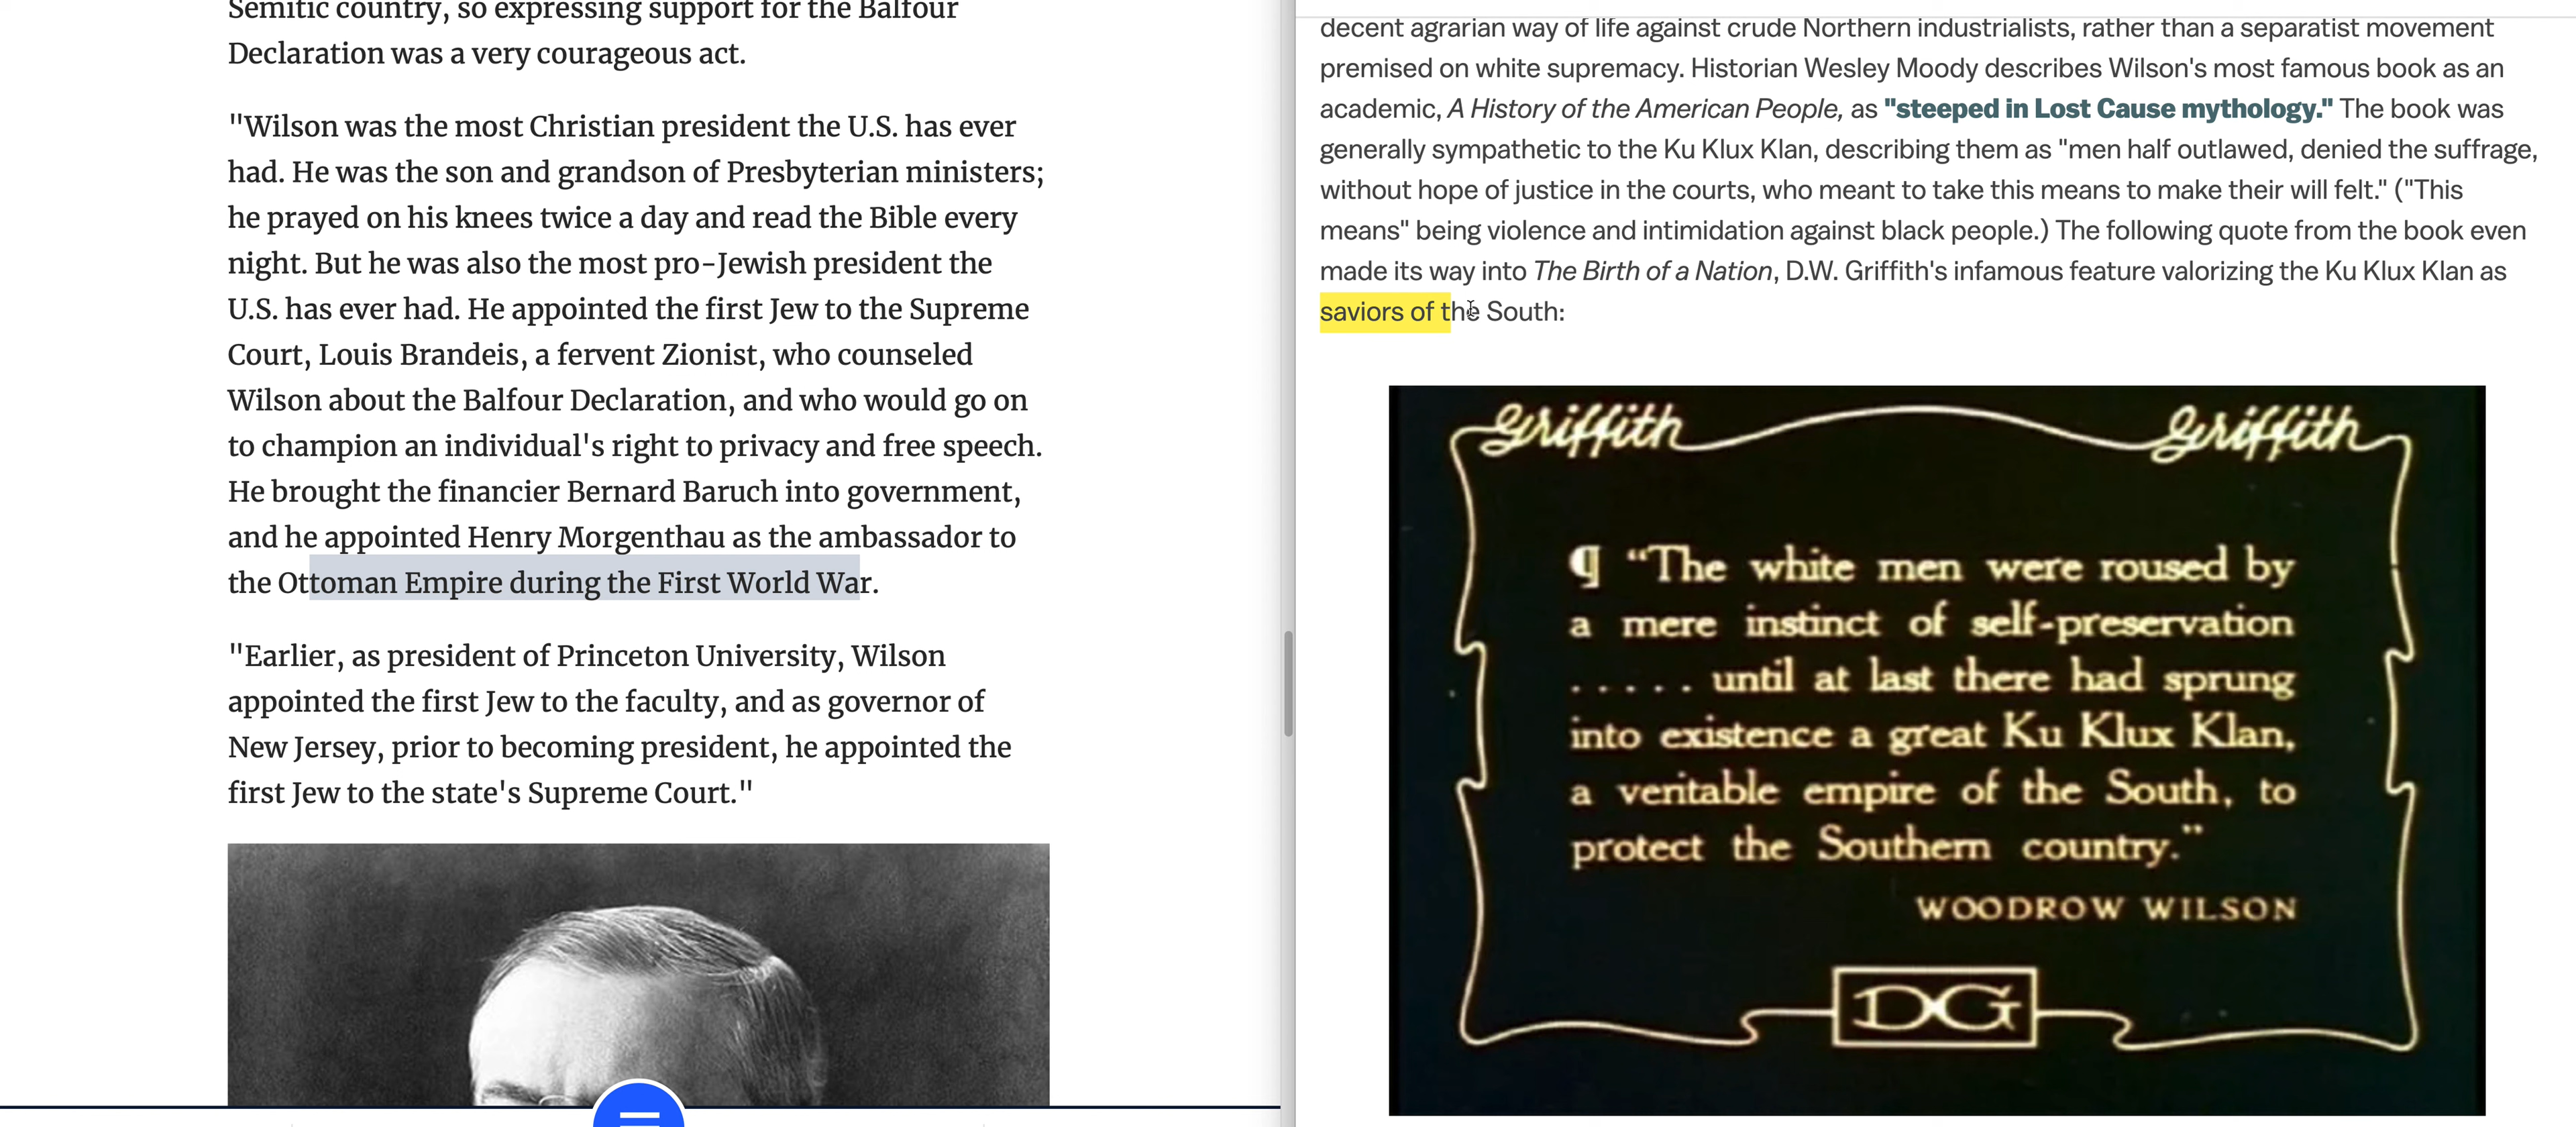 Semitic country, so expressing support for the Balfour
Declaration was a very courageous act.
"Wilson was the most Christian president the U.S. has ever
had. He was the son and grandson of Presbyterian ministers;
he prayed on his knees twice a day and read the Bible every
night. But he was also the most pro-Jewish president the
U.S. has ever had. He appointed the first Jew to the Supreme
Court, Louis Brandeis, a fervent Zionist, who counseled
Wilson about the Balfour Declaration, and who would go on
to champion an individual's right to privacy and free speech.
He brought the financier Bernard Baruch into government,
and he appointed Henry Morgenthau as the ambassador to
the Ottoman Empire during the First World War.
"Earlier, as president of Princeton University, Wilson
appointed the first Jew to the faculty, and as governor of
New Jersey, prior to becoming president, he appointed the
first Jew to the state's Supreme Court."
decent agrarian way of life against crude Northern industrialists, rather than a separatist movement
premised on white supremacy. Historian Wesley Moody describes Wilson's most famous book as an
academic, A History of the American People, as "steeped in Lost Cause mythology." The book was
generally sympathetic to the Ku Klux Klan, describing them as "men half outlawed, denied the suffrage,
without hope of justice in the courts, who meant to take this means to make their will felt." ("This
means" being violence and intimidation against black people.) The following quote from the book even
made its way into The Birth of a Nation, D.W. Griffith's infamous feature valorizing the Ku Klux Klan as
saviors of the South:
Griffith Griffith
¶ “The white men were roused by
a mere instinct of self-preservation
..... until at last there had sprung
into existence a great Ku Klux Klan,
a veritable empire of the South, to
protect the Southern country.”
WOODROW WILSON
DG